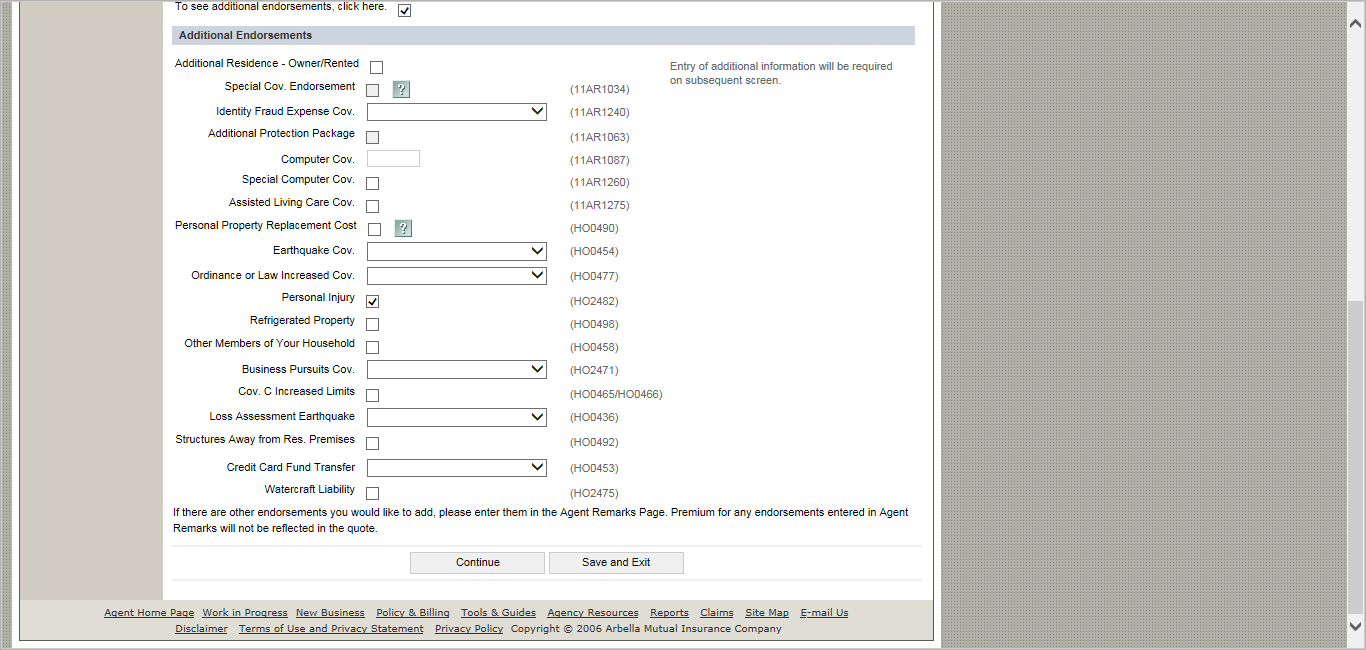 To see additional endorsements, click here.
Additional Endorsements
Additional Residence - Owner/Rented
Entry of additional information will be required
on subsequent screen.
Special Cov. Endorsement ? (11AR1034)
Identity Fraud Expense Cov. (11AR1240)
Additional Protection Package (11AR1063)
Computer Cov. (11AR1087)
Special Computer Cov. (11AR1260)
Assisted Living Care Cov. (11AR1275)
Personal Property Replacement Cost ? (HO0490)
Earthquake Cov. (HO0454)
Ordinance or Law Increased Cov. (HO0477)
Personal Injury (HO2482)
Refrigerated Property (HO0498)
Other Members of Your Household (HO0458)
Business Pursuits Cov. (HO2471)
Cov. C Increased Limits (HO0465/HO0466)
Loss Assessment Earthquake (HO0436)
Structures Away from Res. Premises (HO0492)
Credit Card Fund Transfer (HO0453)
Watercraft Liability (HO2475)
If there are other endorsements you would like to add, please enter them in the Agent Remarks Page. Premium for any endorsements entered in Agent
Remarks will not be reflected in the quote.
Continue Save and Exit
Agent Home Page Work in Progress New Business Policy & Billing Tools & Guides Agency Resources Reports Claims Site Map E-mail Us
Disclaimer Terms of Use and Privacy Statement Privacy Policy Copyright © 2006 Arbella Mutual Insurance Company